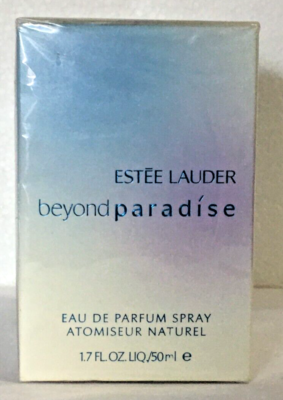 ESTĒE LAUDER
beyond paradise
EAU DE PARFUM SPRAY
ATOMISEUR NATUREL
1.7 FL. OZ. LIQ./50ml ℮